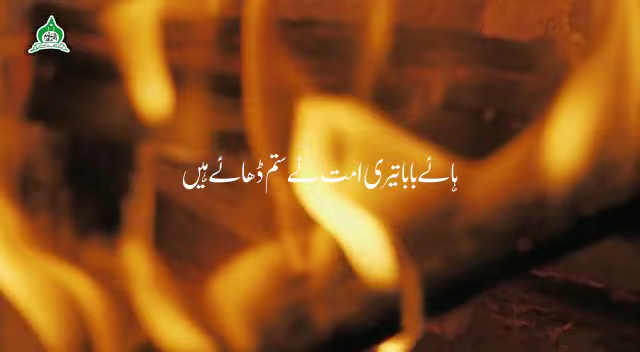 ہائے بابا تیری امت نے ستم ڈھائے ہیں